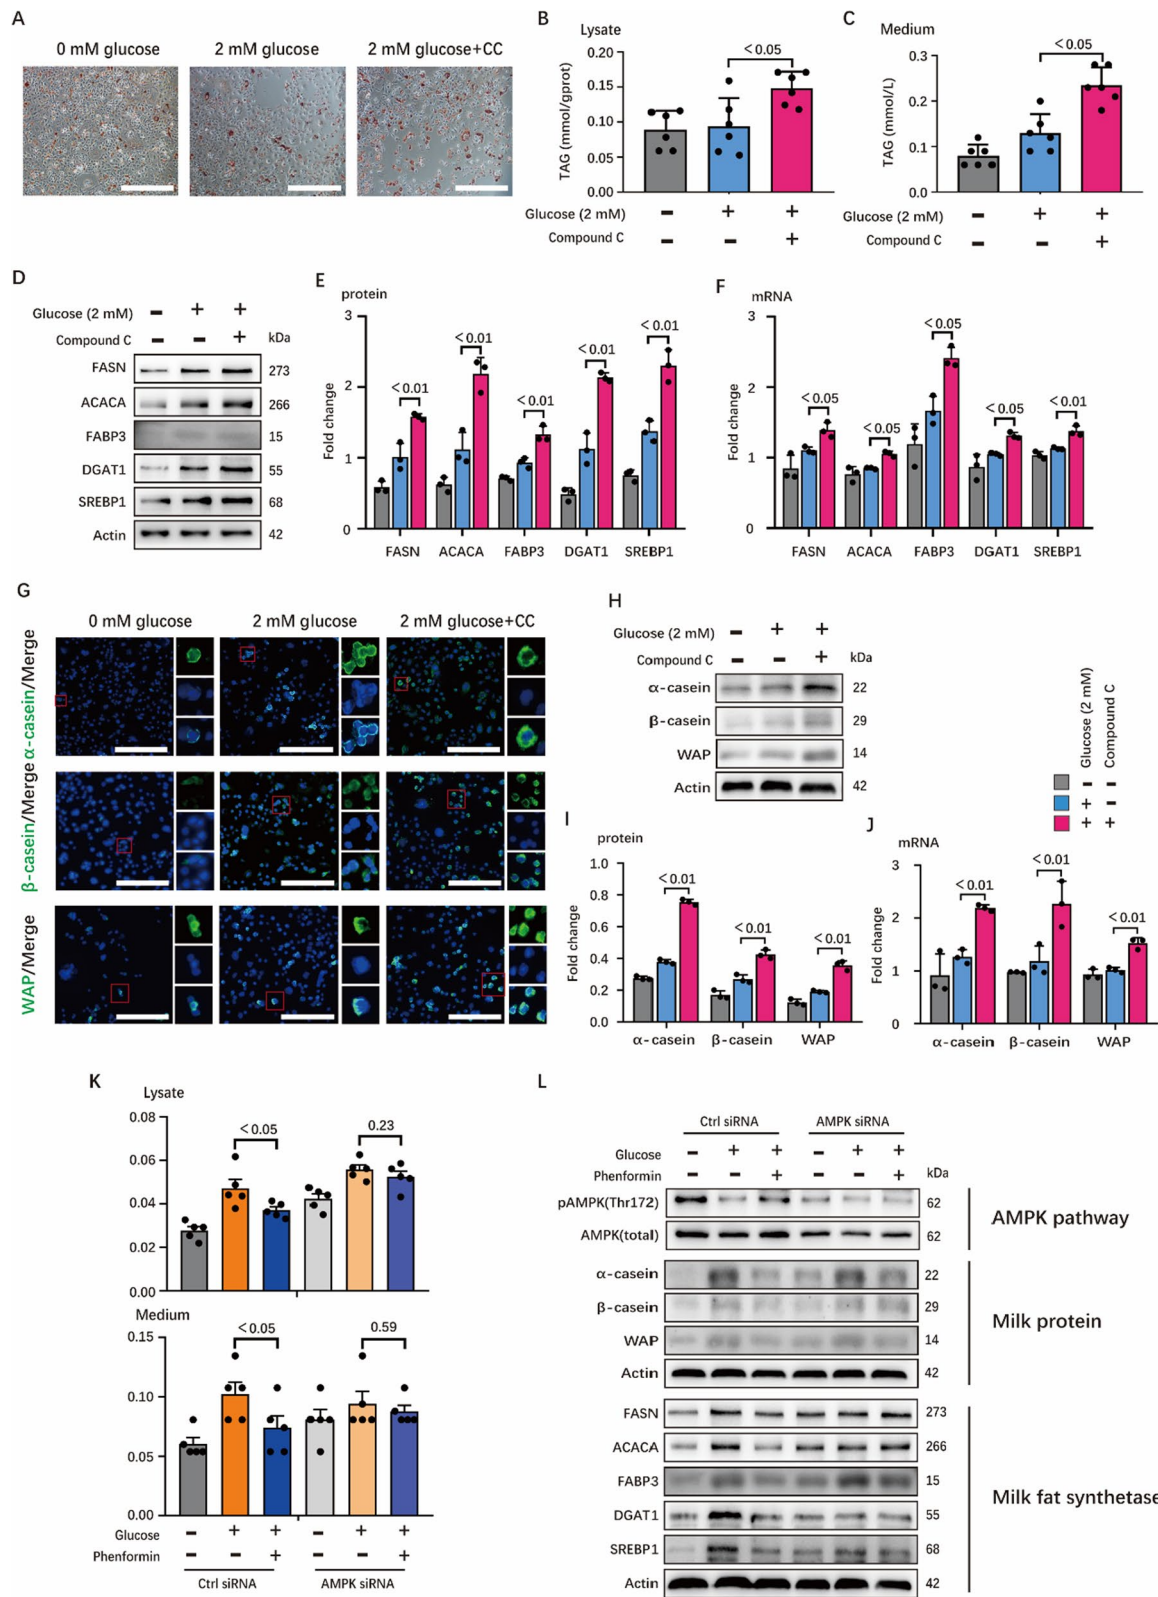 A
0 mM glucose
2 mM glucose
2 mM glucose+CC
B
Lysate
<0.05
TAG (mmol/gprot)
0.20
0.15
0.10
0.05
0.00
Glucose (2 mM) − + +
Compound C − − +
C
Medium
<0.05
TAG (mmol/L)
0.3
0.2
0.1
0.0
Glucose (2 mM) − + +
Compound C − − +
D
Glucose (2 mM) − + +
Compound C − − + kDa
FASN 273
ACACA 266
FABP3 15
DGAT1 55
SREBP1 68
Actin 42
E
protein
Fold change
3
2
1
0
<0.01
<0.01
<0.01
<0.01
<0.01
FASN ACACA FABP3 DGAT1 SREBP1
F
mRNA
Fold change
3
2
1
0
<0.05
<0.05
<0.05
<0.05
<0.01
FASN ACACA FABP3 DGAT1 SREBP1
G
0 mM glucose
2 mM glucose
2 mM glucose+CC
α-casein/Merge
β-casein/Merge
WAP/Merge
H
Glucose (2 mM) − + +
Compound C − − + kDa
α-casein 22
β-casein 29
WAP 14
Actin 42
Glucose (2 mM)
Compound C
− −
+ −
+ +
I
protein
Fold change
1.0
0.8
0.6
0.4
0.2
0.0
<0.01
<0.01
<0.01
α-casein β-casein WAP
J
mRNA
Fold change
3
2
1
0
<0.01
<0.01
<0.01
α-casein β-casein WAP
K
Lysate
0.08
0.06
0.04
0.02
0.00
<0.05
0.23
Medium
0.15
0.10
0.05
0.00
<0.05
0.59
Glucose − + + − + +
Phenformin − − + − − +
Ctrl siRNA AMPK siRNA
L
Ctrl siRNA AMPK siRNA
Glucose − + + − + +
Phenformin − − + − − + kDa
pAMPK(Thr172) 62
AMPK(total) 62
AMPK pathway
α-casein 22
β-casein 29
WAP 14
Actin 42
Milk protein
FASN 273
ACACA 266
FABP3 15
DGAT1 55
SREBP1 68
Actin 42
Milk fat synthetase